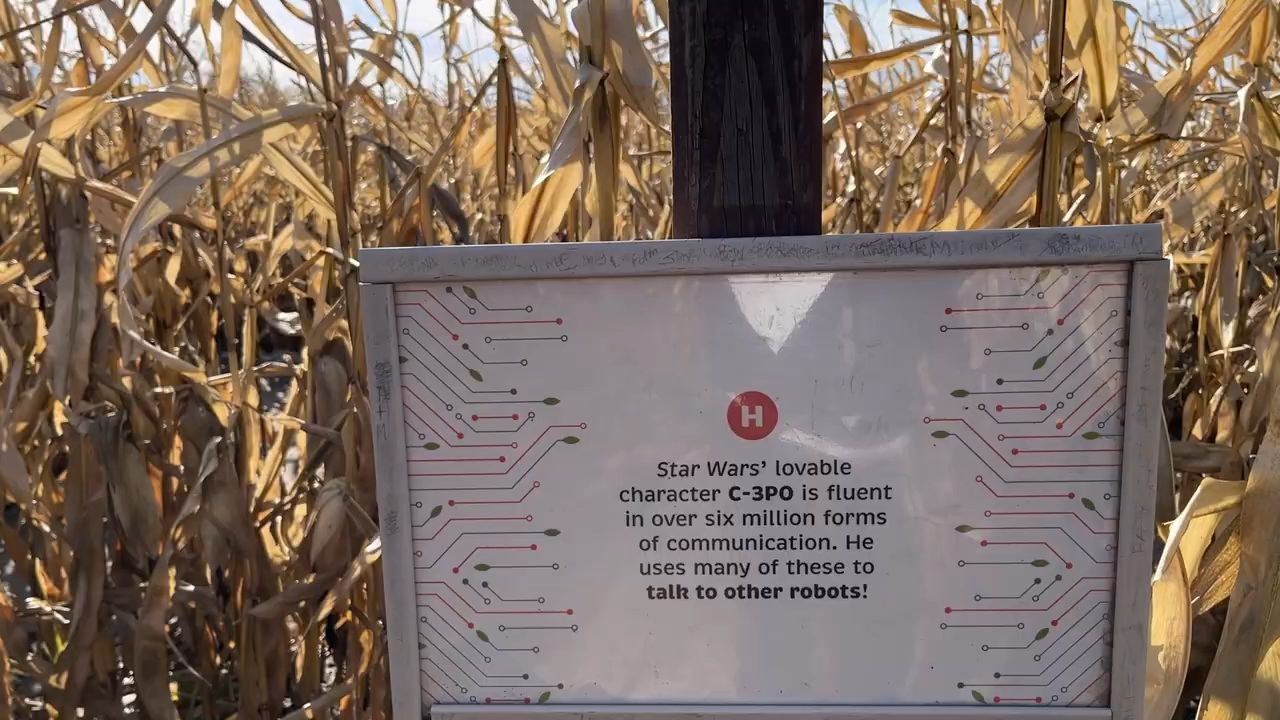 H
Star Wars' lovable
character C-3PO is fluent
in over six million forms
of communication. He
uses many of these to
talk to other robots!